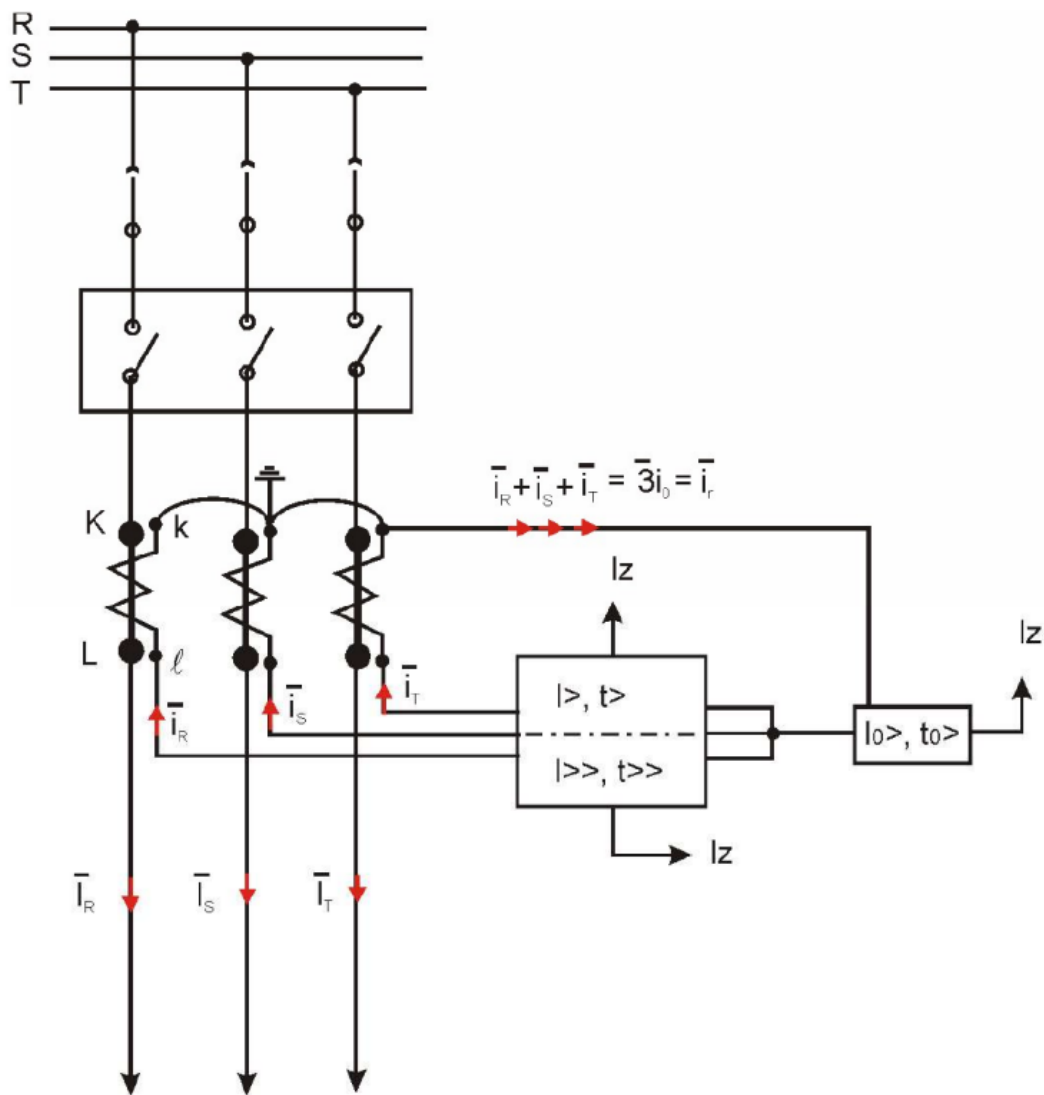 R
S
T
i̅R + i̅S + i̅T = 3̅i0 = i̅r
K
k
Iz
Iz
L
ℓ
i̅T
I>, t>
i̅S
i̅R
I0>, t0>
I>>, t>>
Iz
I̅R
I̅S
I̅T